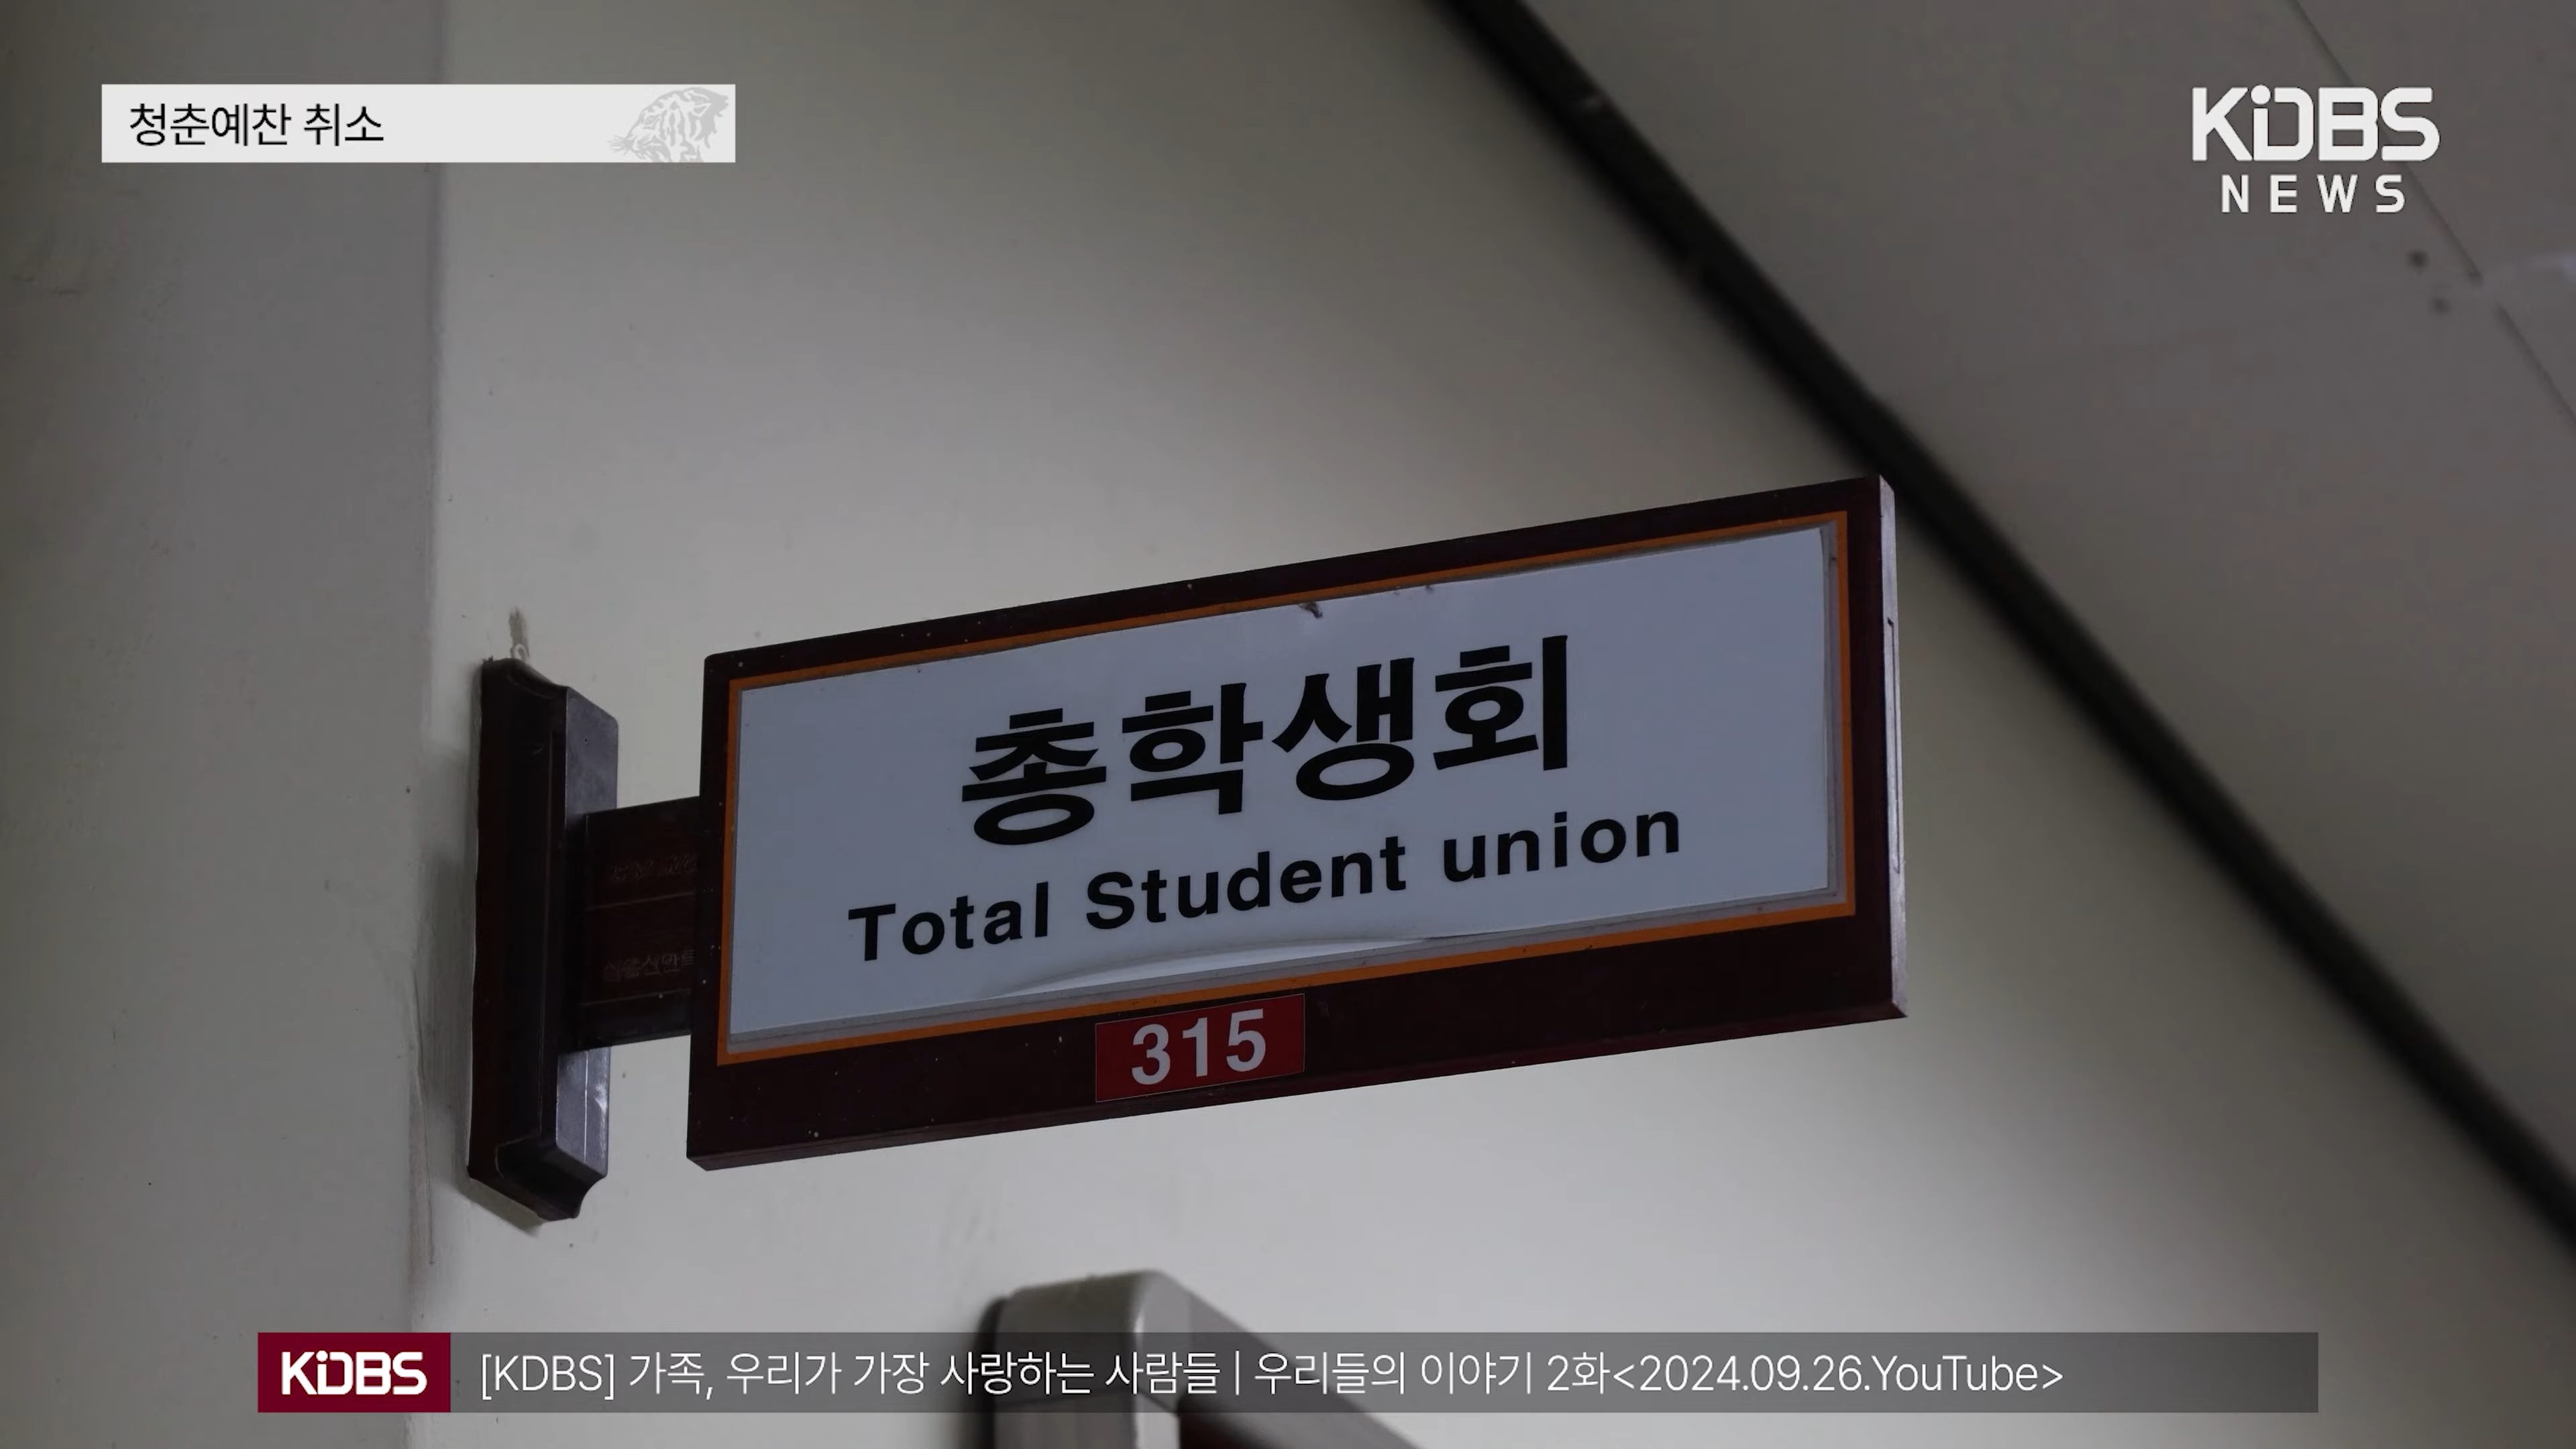 청춘예찬 취소
KDBS
NEWS
총학생회
Total Student union
315
KDBS
[KDBS] 가족, 우리가 가장 사랑하는 사람들 | 우리들의 이야기 2화<2024.09.26.YouTube>